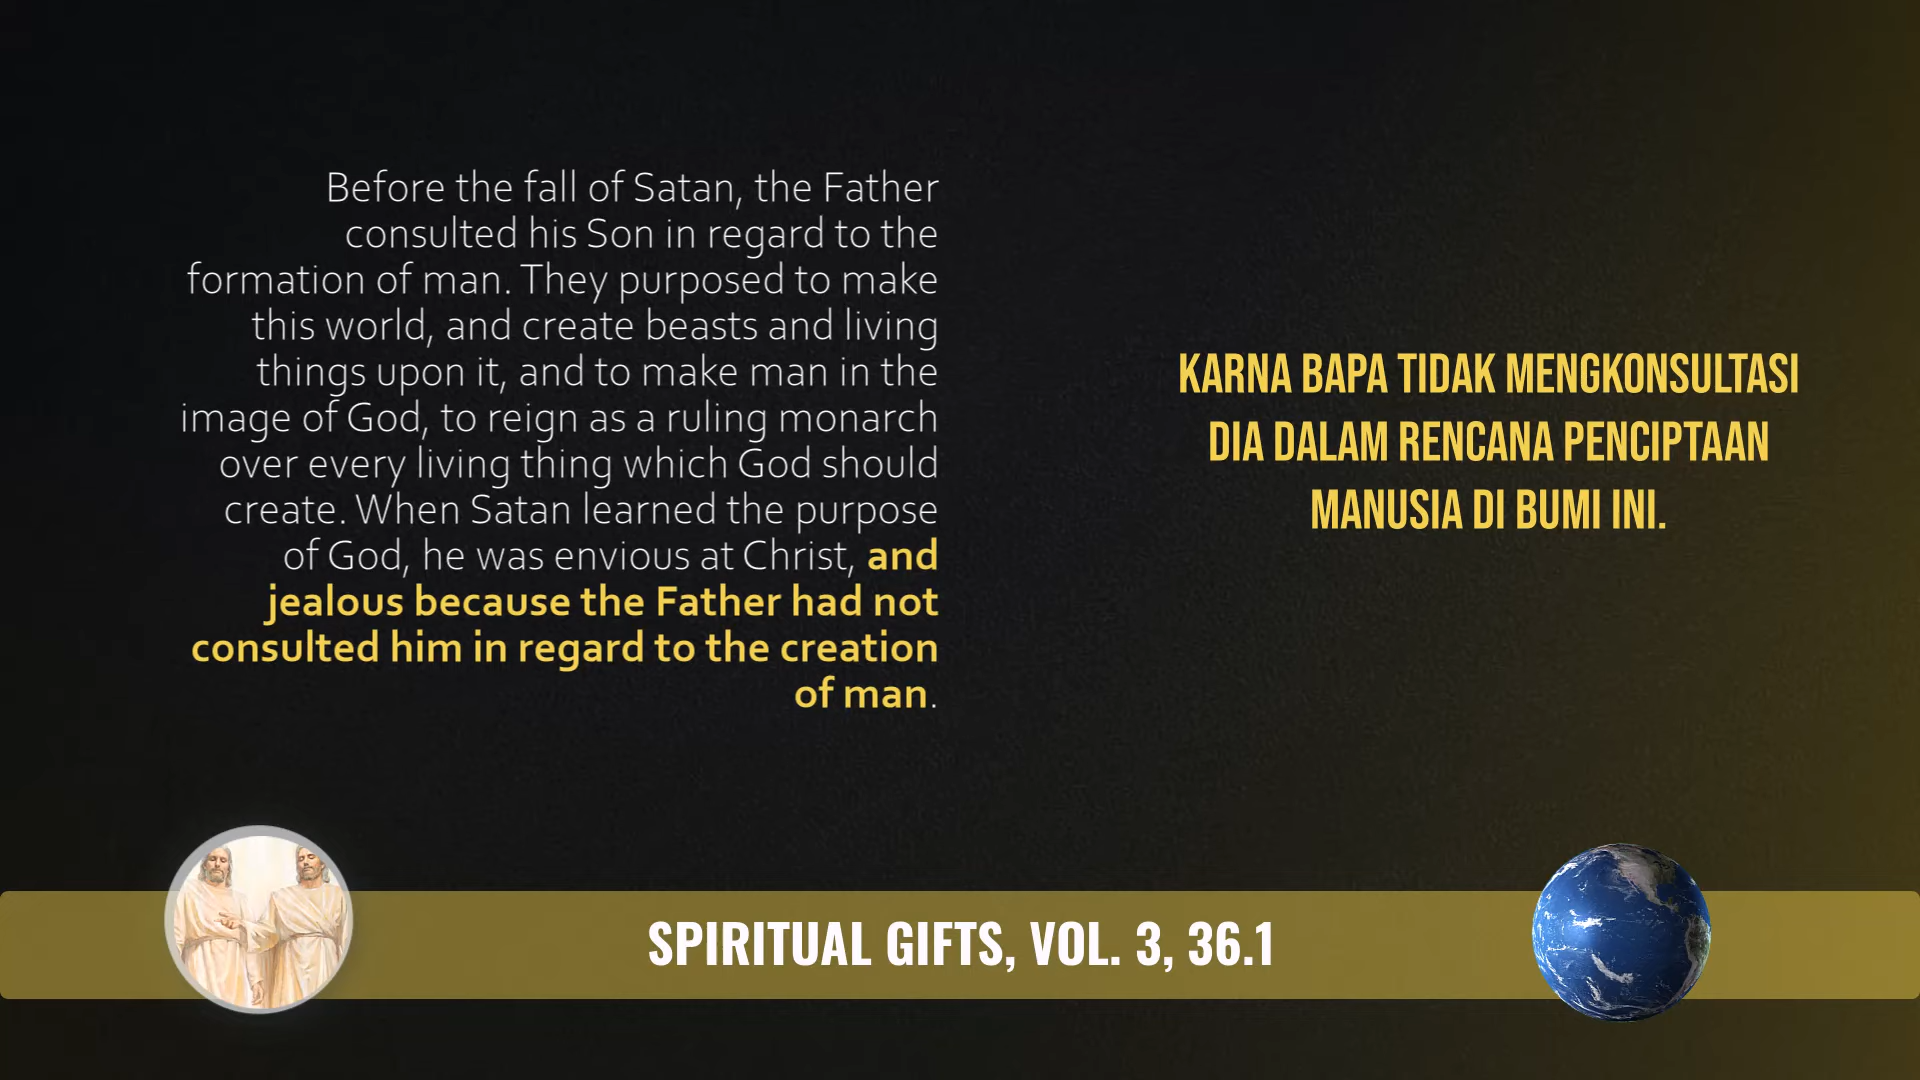 Before the fall of Satan, the Father
consulted his Son in regard to the
formation of man. They purposed to make
this world, and create beasts and living
things upon it, and to make man in the
image of God, to reign as a ruling monarch
over every living thing which God should
create. When Satan learned the purpose
of God, he was envious at Christ, and
jealous because the Father had not
consulted him in regard to the creation
of man.
KARNA BAPA TIDAK MENGKONSULTASI
DIA DALAM RENCANA PENCIPTAAN
MANUSIA DI BUMI INI.
SPIRITUAL GIFTS, VOL. 3, 36.1